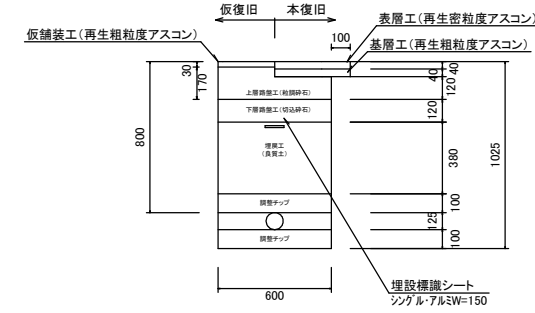 仮復旧 本復旧
仮舗装工(再生粗粒度アスコン)
表層工(再生密粒度アスコン)
基層工(再生粗粒度アスコン)
100
30
170
40
40
120
120
上層路盤工(粒調砕石)
下層路盤工(切込砕石)
800
埋戻工
(良質土)
380
1025
調整チップ
100
125
調整チップ
100
600
埋設標識シート
シングル・アルミW=150